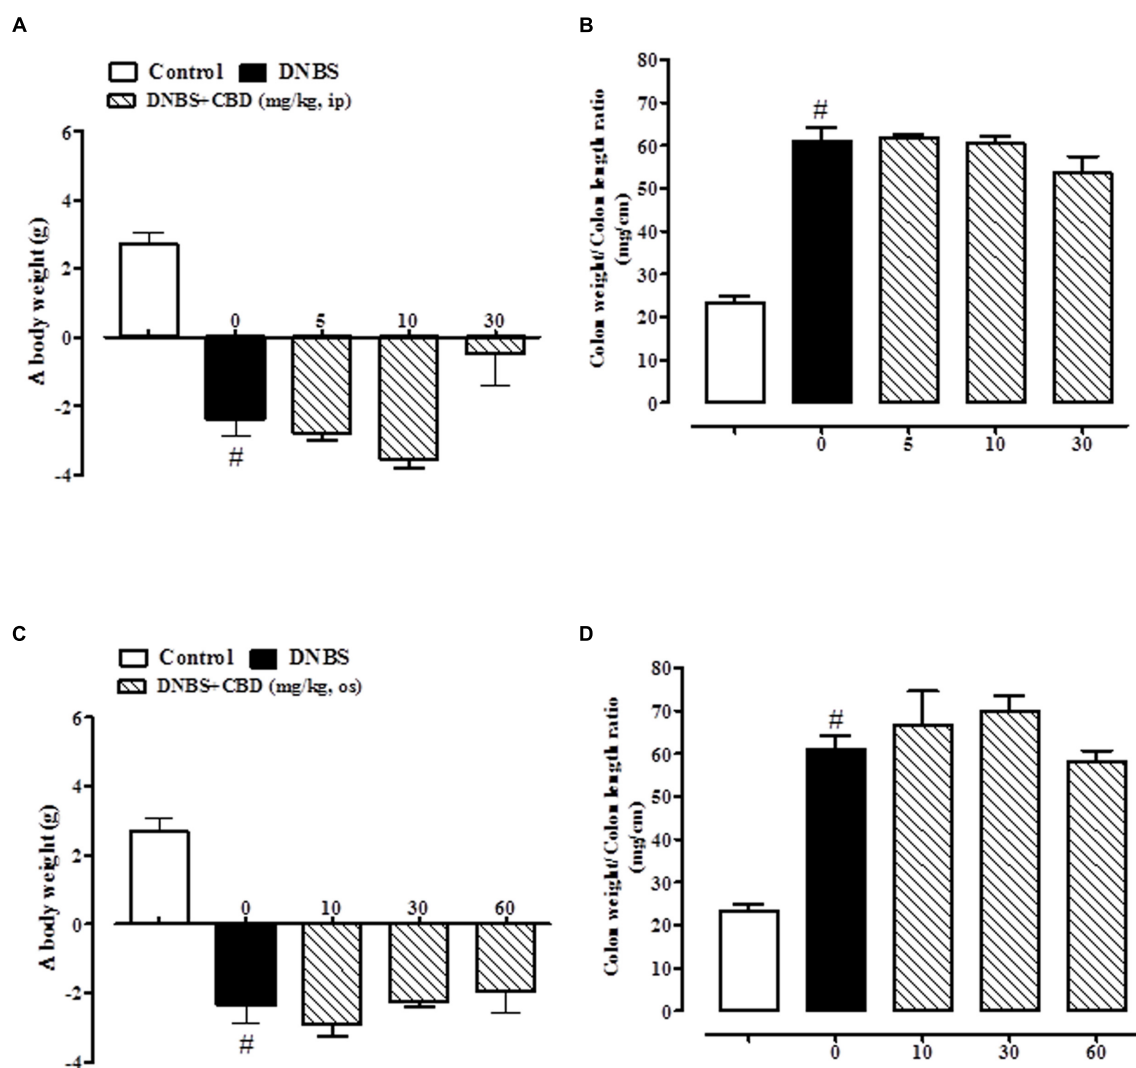 A
Control DNBS
DNBS+CBD (mg/kg, ip)
Δ body weight (g)
6
4
2
0
-2
-4
0 5 10 30
#
B
Colon weight/Colon length ratio
(mg/cm)
80
70
60
50
40
30
20
10
0
#
0 5 10 30
C
Control DNBS
DNBS+CBD (mg/kg, os)
Δ body weight (g)
6
4
2
0
-2
-4
0 10 30 60
#
D
Colon weight/Colon length ratio
(mg/cm)
80
70
60
50
40
30
20
10
0
#
0 10 30 60